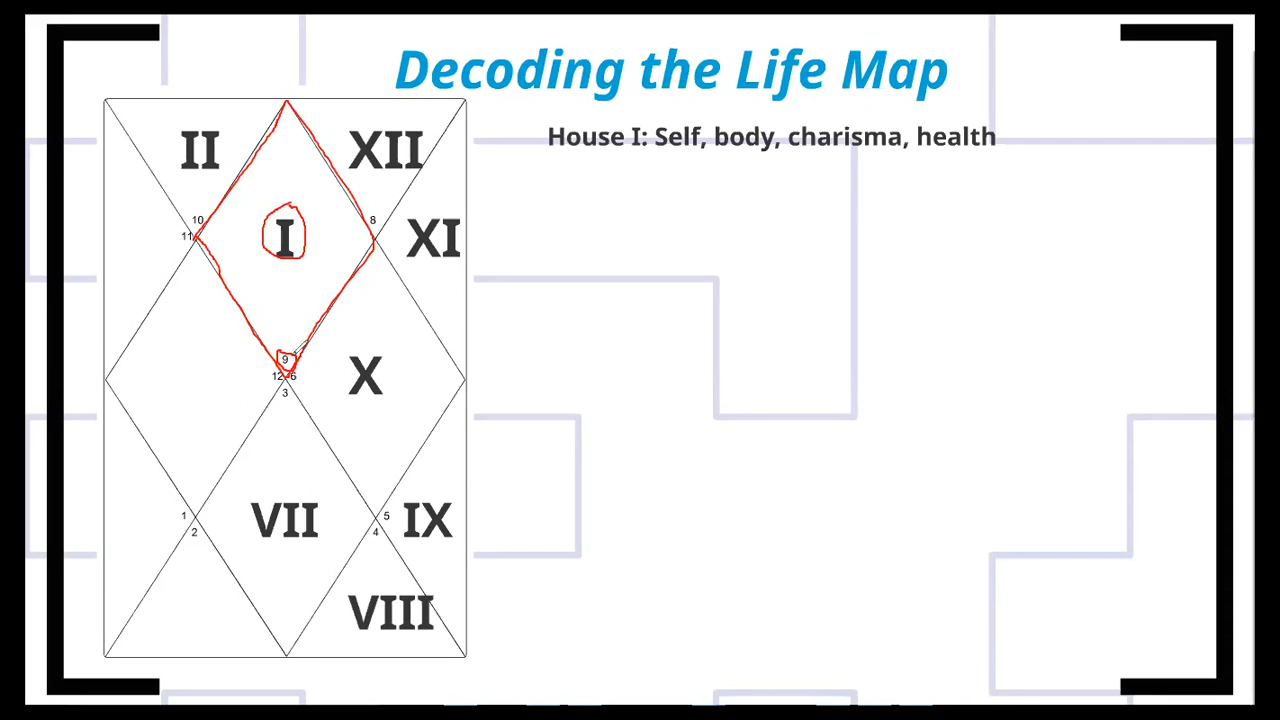 Decoding the Life Map
House I: Self, body, charisma, health
II
XII
10
8
11
I
XI
9
12
6
X
3
1
5
VII
IX
2
4
VIII